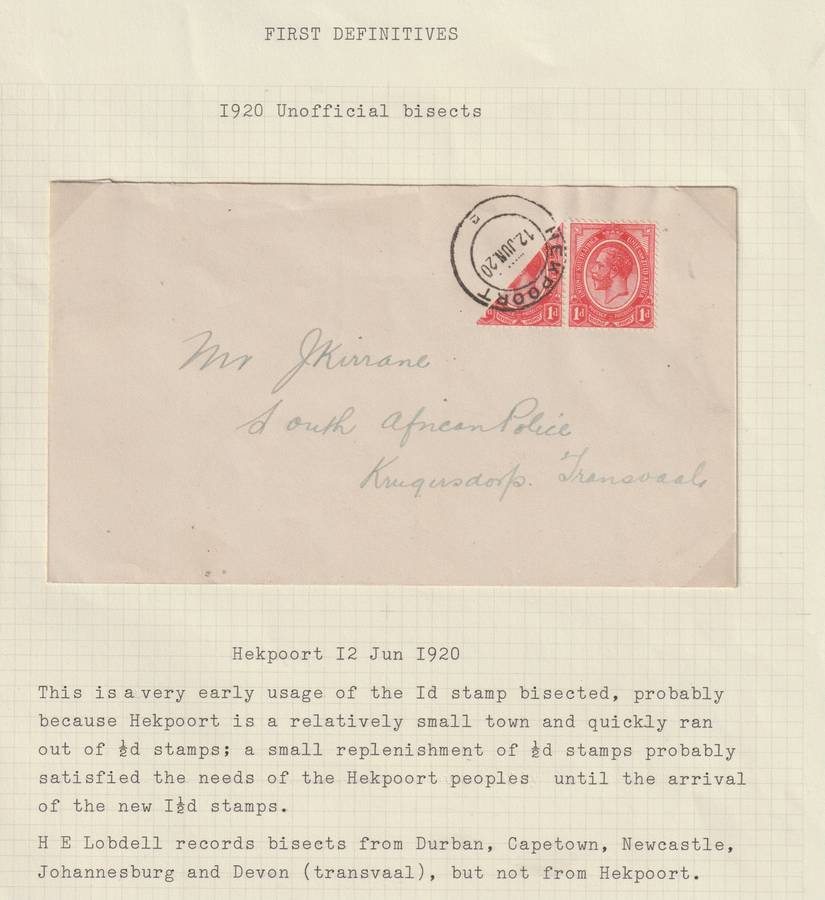 FIRST DEFINITIVES
I920 Unofficial bisects
HEKPOORT
12.JUN.20
1d
1d 1d
Mr J Kirrane
South African Police
Krugersdorp. Transvaal
Hekpoort I2 Jun I920
This is a very early usage of the Id stamp bisected, probably
because Hekpoort is a relatively small town and quickly ran
out of ½d stamps; a small replenishment of ½d stamps probably
satisfied the needs of the Hekpoort peoples until the arrival
of the new I½d stamps.
H E Lobdell records bisects from Durban, Capetown, Newcastle,
Johannesburg and Devon (transvaal), but not from Hekpoort.